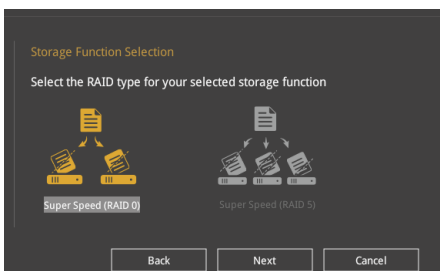 Storage Function Selection
Select the RAID type for your selected storage function
Super Speed (RAID 0)
Super Speed (RAID 5)
Back
Next
Cancel